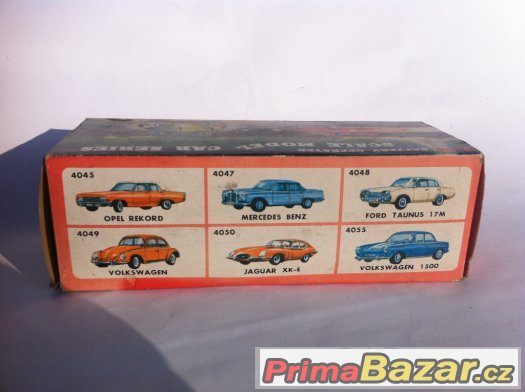 SCALE MODEL CAR SERIES
4045
OPEL REKORD
4047
MERCEDES BENZ
4048
FORD TAUNUS 17M
4049
VOLKSWAGEN
4050
JAGUAR XK-E
4055
VOLKSWAGEN 1500
PrimaBazar.cz